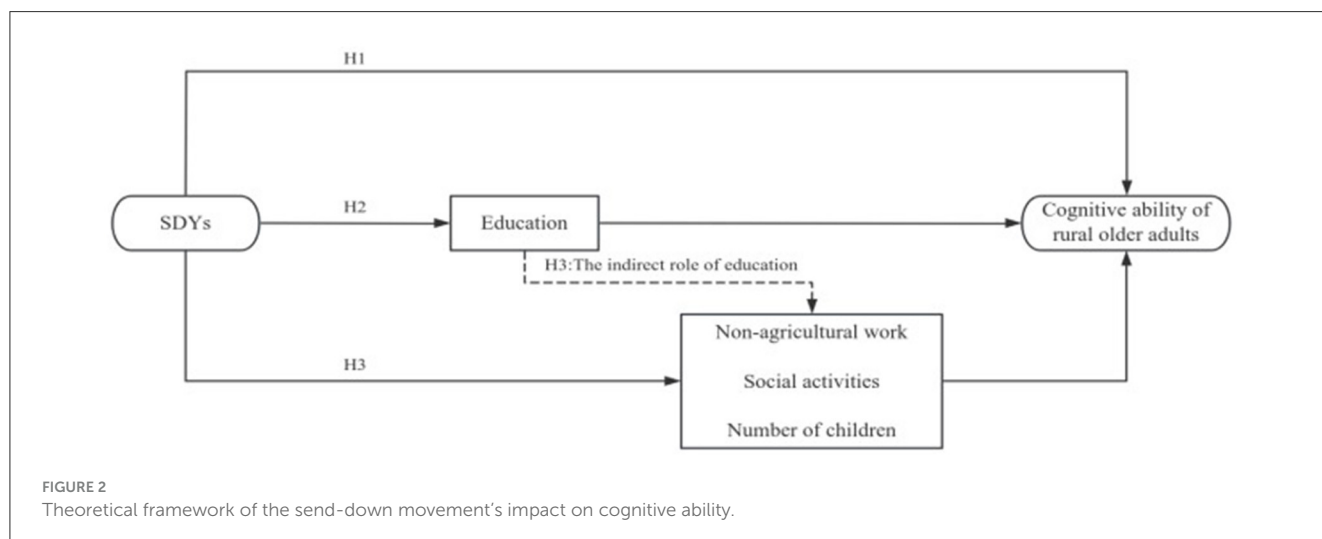 H1
SDYs
H2
Education
Cognitive ability of
rural older adults
H3:The indirect role of education
H3
Non-agricultural work
Social activities
Number of children
FIGURE 2
Theoretical framework of the send-down movement's impact on cognitive ability.